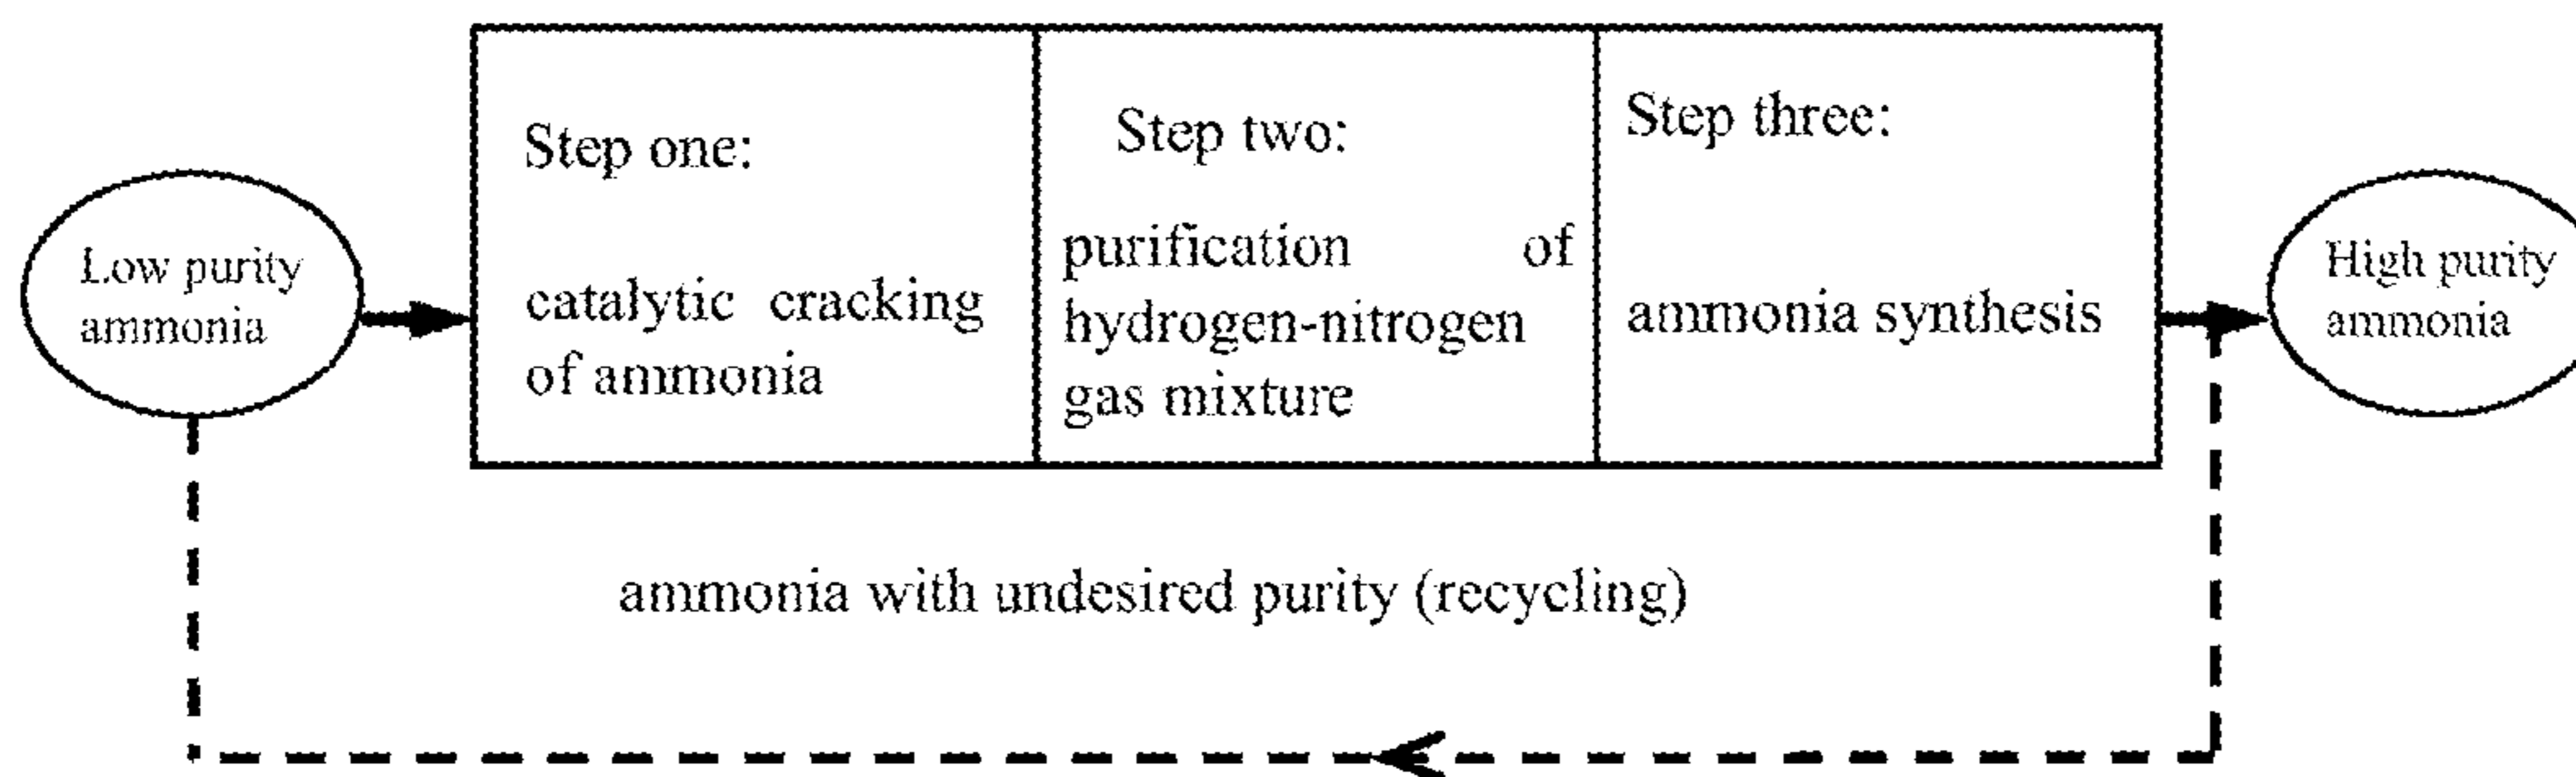 Low purity
ammonia
Step one:
catalytic cracking
of ammonia
Step two:
purification of
hydrogen-nitrogen
gas mixture
Step three:
ammonia synthesis
High purity
ammonia
ammonia with undesired purity (recycling)